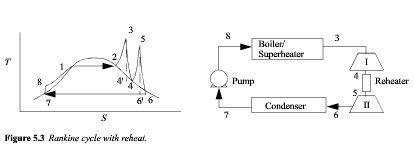 3
5
2
1
T
4' 4
8
7
6' 6
S
8
Boiler/
Superheater
3
I
4
Reheater
5
Pump
II
Condenser
7
6
Figure 5.3 Rankine cycle with reheat.